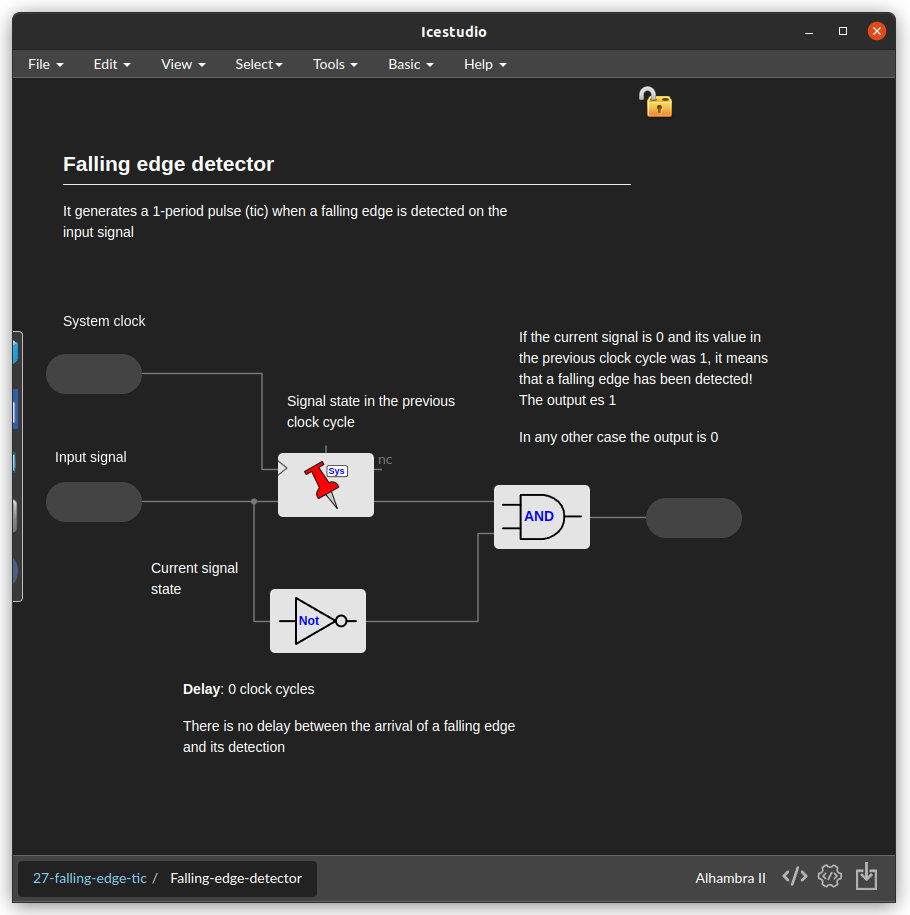 Icestudio
File Edit View Select Tools Basic Help
Falling edge detector
It generates a 1-period pulse (tic) when a falling edge is detected on the
input signal
System clock
If the current signal is 0 and its value in
the previous clock cycle was 1, it means
that a falling edge has been detected!
The output es 1
In any other case the output is 0
Signal state in the previous
clock cycle
Input signal
nc
Sys
AND
Current signal
state
Not
Delay: 0 clock cycles
There is no delay between the arrival of a falling edge
and its detection
27-falling-edge-tic / Falling-edge-detector
Alhambra II